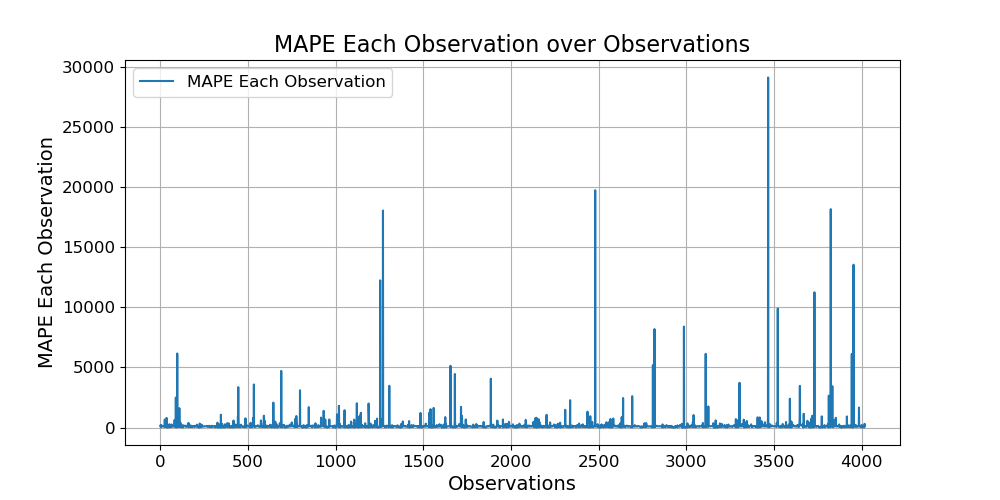 MAPE Each Observation over Observations
MAPE Each Observation
MAPE Each Observation
30000
25000
20000
15000
10000
5000
0
0 500 1000 1500 2000 2500 3000 3500 4000
Observations